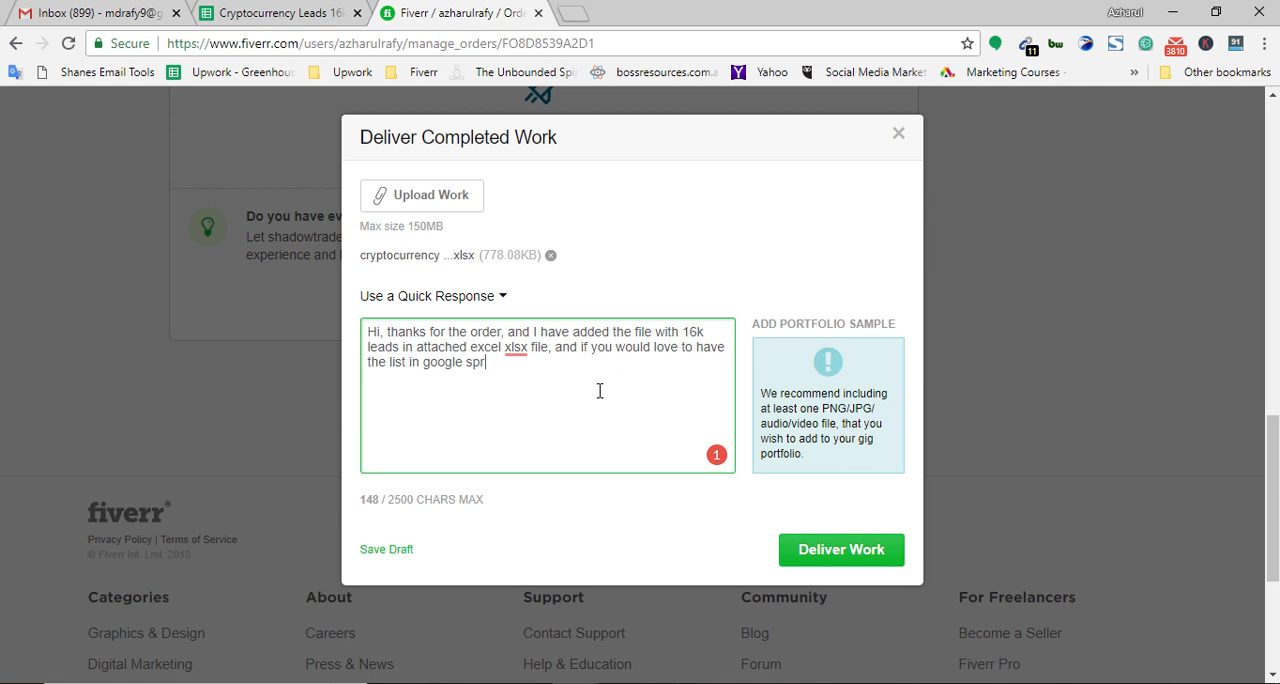 Inbox (899) - mdrafy9@g
Cryptocurrency Leads 16
Fiverr / azharulrafy / Orde
Azharul
Secure
https://www.fiverr.com/users/azharulrafy/manage_orders/FO8D8539A2D1
11
bw
3810
K
91
Shanes Email Tools
Upwork - greenhous
Upwork
Fiverr
The Unbounded Spi
bossresources.com.a
Yahoo
Social Media Market
Marketing Courses -
»
Other bookmarks
Deliver Completed Work
Upload Work
Max size 150MB
cryptocurrency ...xlsx (778.08KB)
Do you have ev
Let shadowtrade
experience and
Use a Quick Response
Hi, thanks for the order, and I have added the file with 16k
leads in attached excel xlsx file, and if you would love to have
the list in google spr
1
ADD PORTFOLIO SAMPLE
We recommend including
at least one PNG/JPG/
audio/video file, that you
wish to add to your gig
portfolio.
148 / 2500 CHARS MAX
Save Draft
Deliver Work
fiverr
Privacy Policy | Terms of Service
© Fiverr Int. Lmt. 2018
Categories
About
Support
Community
For Freelancers
Graphics & Design
Careers
Contact Support
Blog
Become a Seller
Digital Marketing
Press & News
Help & Education
Forum
Fiverr Pro